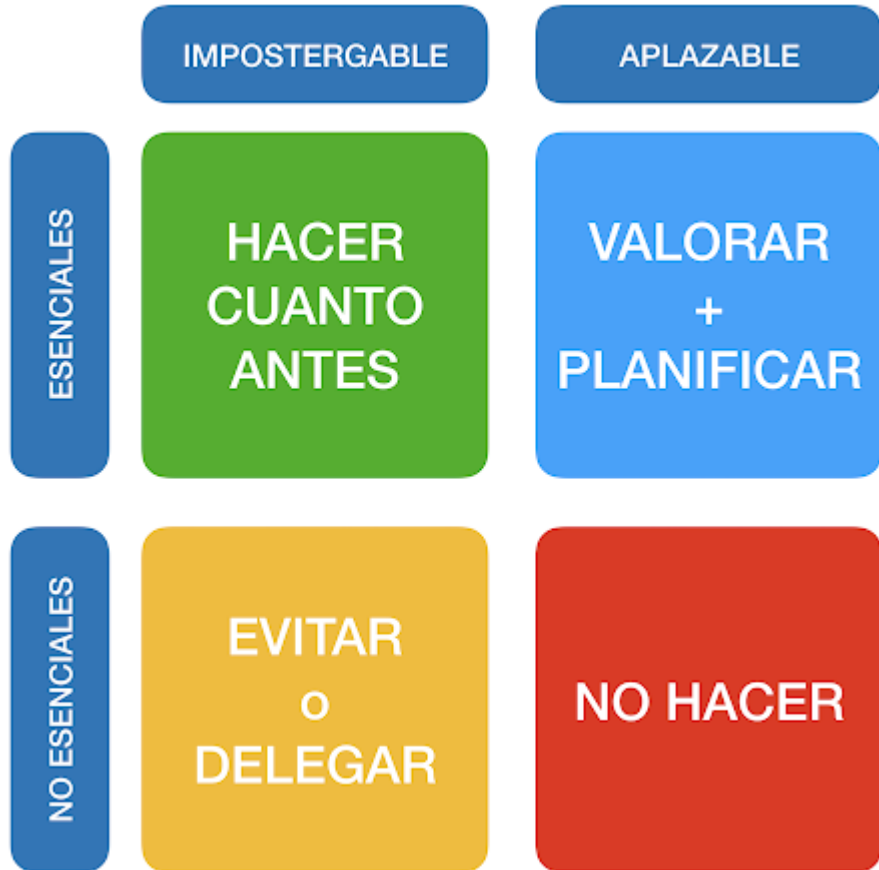 IMPOSTERGABLE
APLAZABLE
ESENCIALES
HACER
CUANTO
ANTES
VALORAR
+
PLANIFICAR
NO ESENCIALES
EVITAR
o
DELEGAR
NO HACER